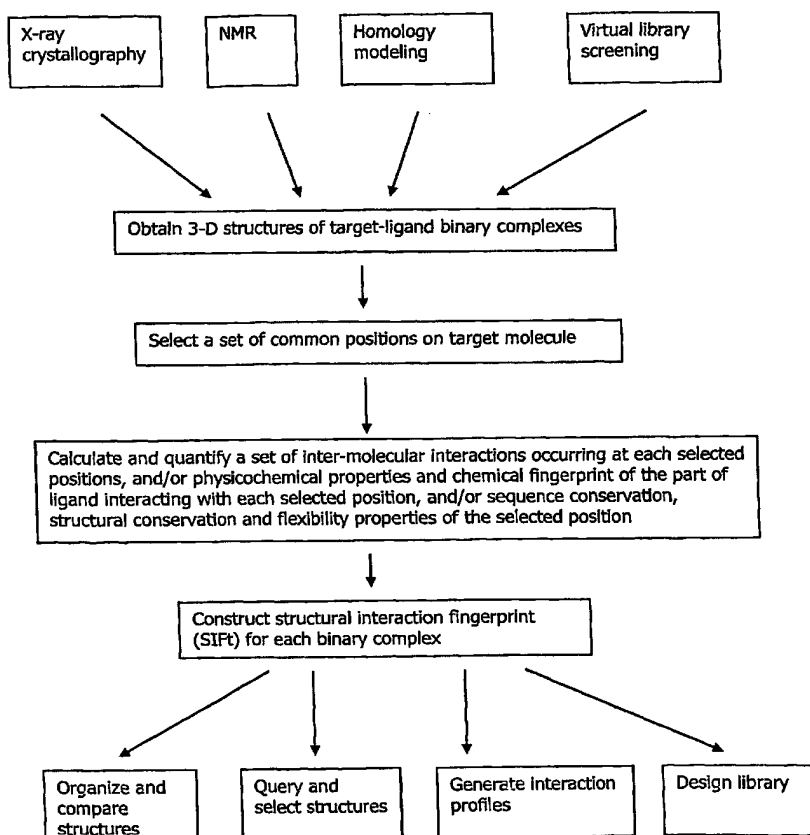 X-ray
crystallography
NMR
Homology
modeling
Virtual library
screening
Obtain 3-D structures of target-ligand binary complexes
Select a set of common positions on target molecule
Calculate and quantify a set of inter-molecular interactions occurring at each selected
positions, and/or physicochemical properties and chemical fingerprint of the part of
ligand interacting with each selected position, and/or sequence conservation,
structural conservation and flexibility properties of the selected position
Construct structural interaction fingerprint
(SIFt) for each binary complex
Organize and
compare
structures
Query and
select structures
Generate interaction
profiles
Design library